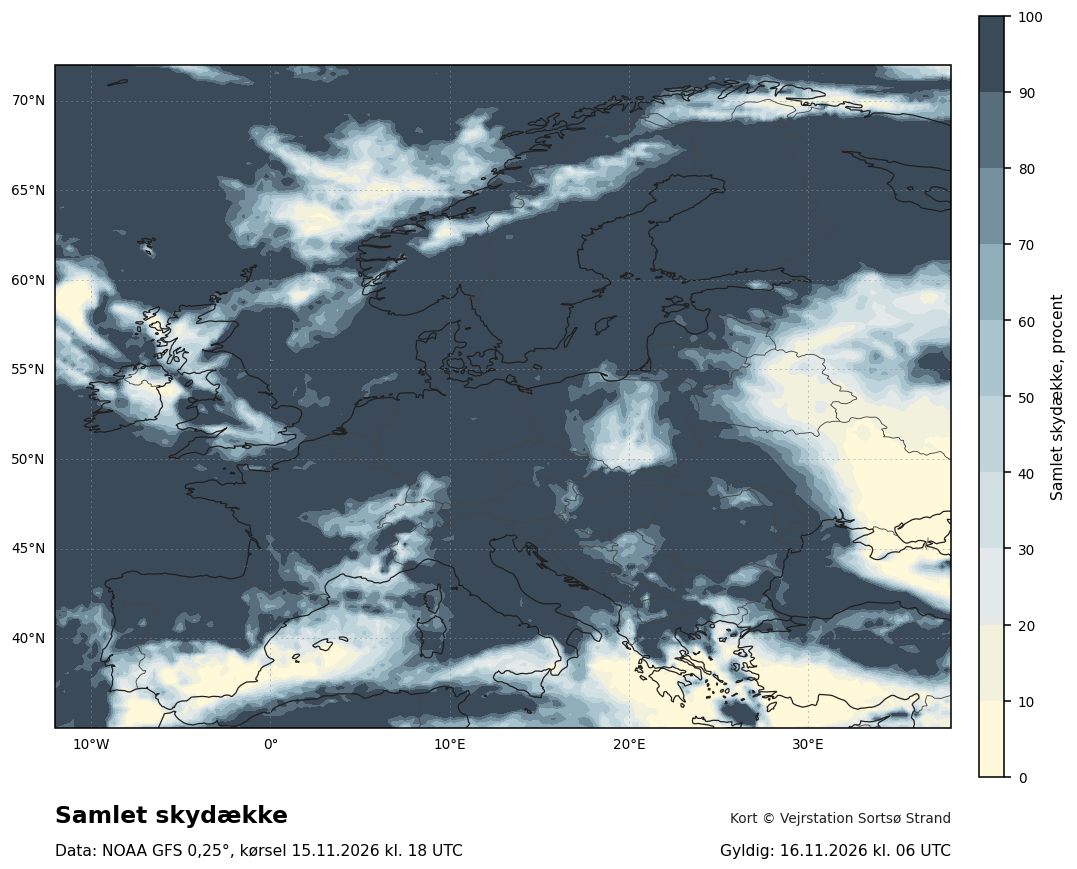 100
90
80
70
60
50
40
30
20
10
0
Samlet skydække, procent
70°N
65°N
60°N
55°N
50°N
45°N
40°N
10°W
0°
10°E
20°E
30°E
Samlet skydække
Kort © Vejrstation Sortsø Strand
Data: NOAA GFS 0,25°, kørsel 15.11.2026 kl. 18 UTC
Gyldig: 16.11.2026 kl. 06 UTC